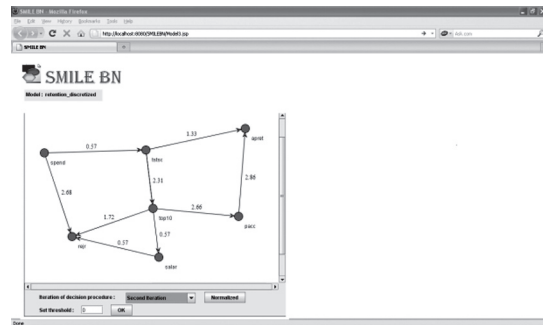 SMILE BN - Mozilla Firefox
File Edit View History Bookmarks Tools Help
http://localhost:8080/SMILEBN/Model3.jsp
Ask.com
SMILE BN
SMILE BN
Model : retention_discretized
1.33
apret
0.57
spend
tstsc
2.31
2.86
2.68
2.66
1.72
top10
pacc
0.57
rejr
0.57
salar
Iteration of decision procedure : Second Iteration Normalized
Set threshold : 0 OK
Done